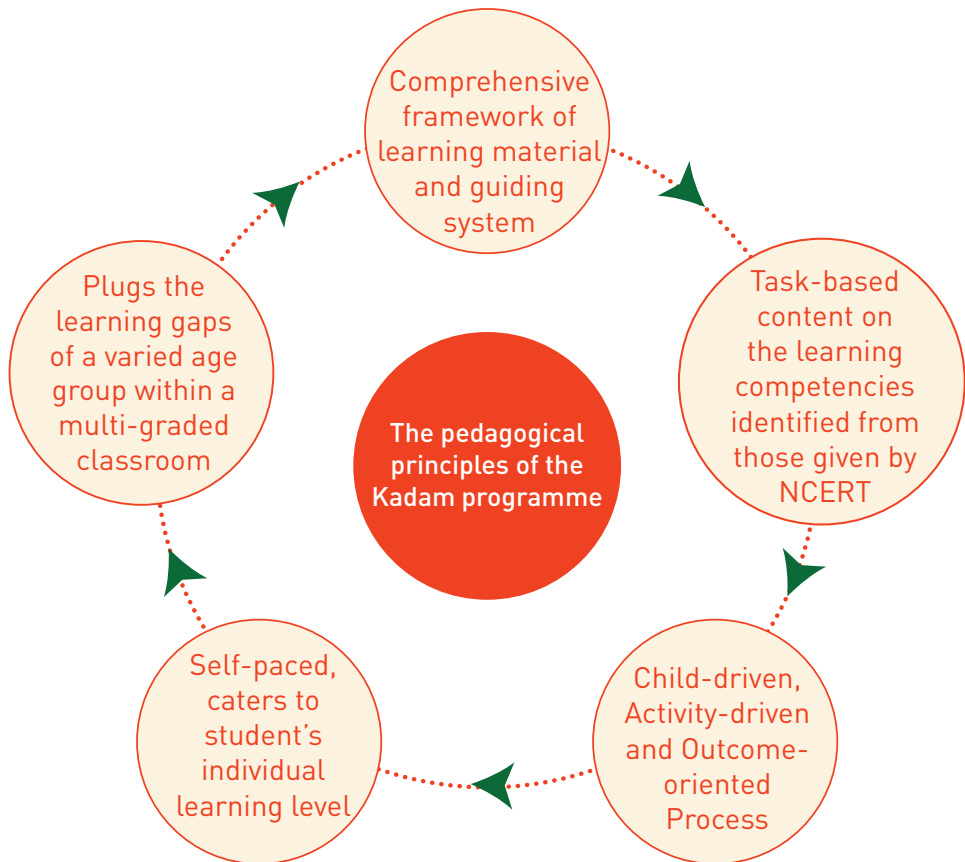 Comprehensive
framework of
learning material
and guiding
system
Task-based
content on
the learning
competencies
identified from
those given by
NCERT
Child-driven,
Activity-driven
and Outcome-
oriented
Process
Self-paced,
caters to
student’s
individual
learning level
Plugs the
learning gaps
of a varied age
group within a
multi-graded
classroom
The pedagogical
principles of the
Kadam programme